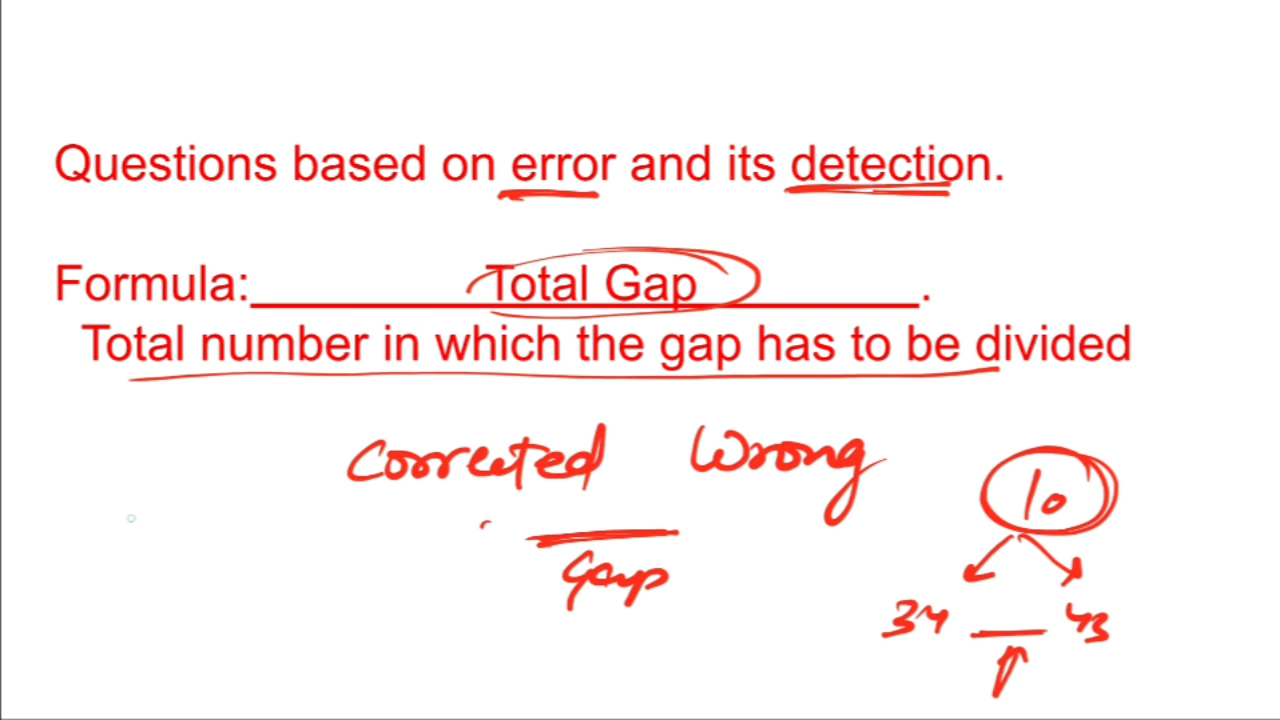 Questions based on error and its detection.
Formula: Total Gap .
Total number in which the gap has to be divided
Corrected Wrong
10
Gap
34 43